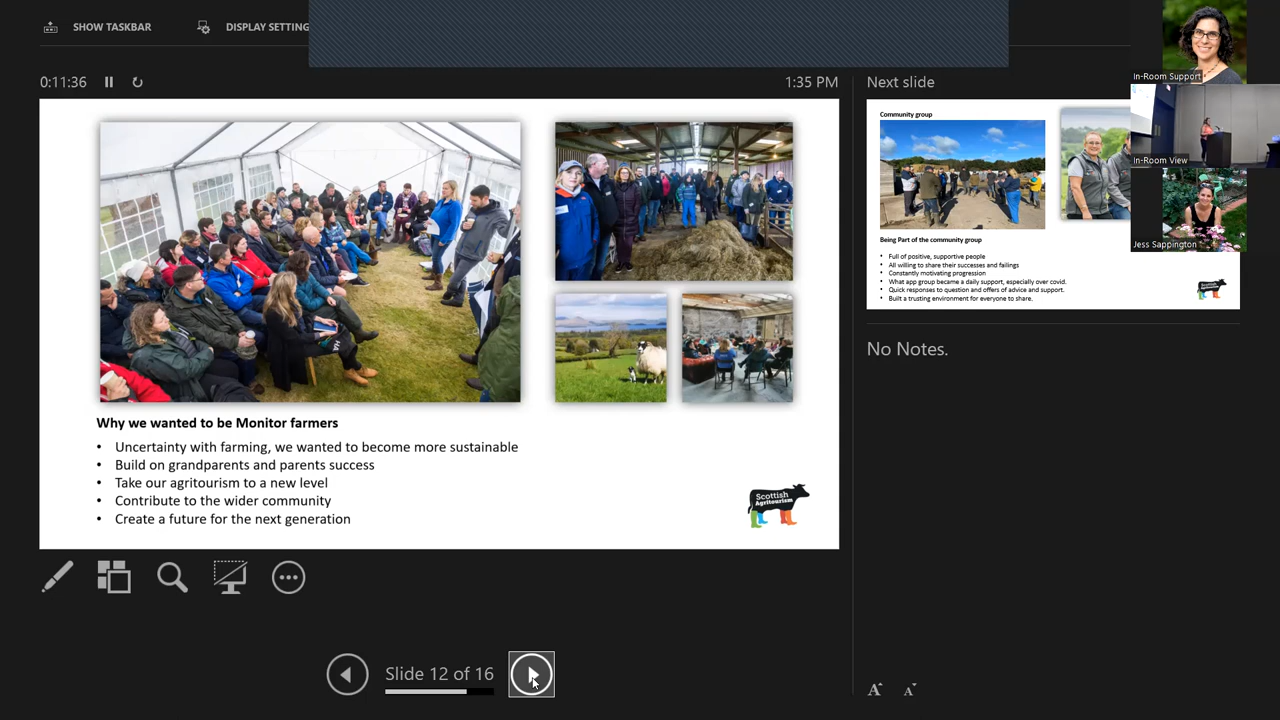 SHOW TASKBAR
DISPLAY SETTING
0:11:36
1:35 PM
Why we wanted to be Monitor farmers
• Uncertainty with farming, we wanted to become more sustainable
• Build on grandparents and parents success
• Take our agritourism to a new level
• Contribute to the wider community
• Create a future for the next generation
Scottish
Agritourism
Slide 12 of 16
Next slide
Community group
Being Part of the community group
• Full of positive, supportive people
• All willing to share their successes and failings
• Constantly motivating progression
• What app group became a daily support, especially over covid.
• Quick responses to question and offers of advice and support.
• Built a trusting environment for everyone to share.
Scottish
Agritourism
No Notes.
A A
In-Room Support
In-Room View
Jess Sappington